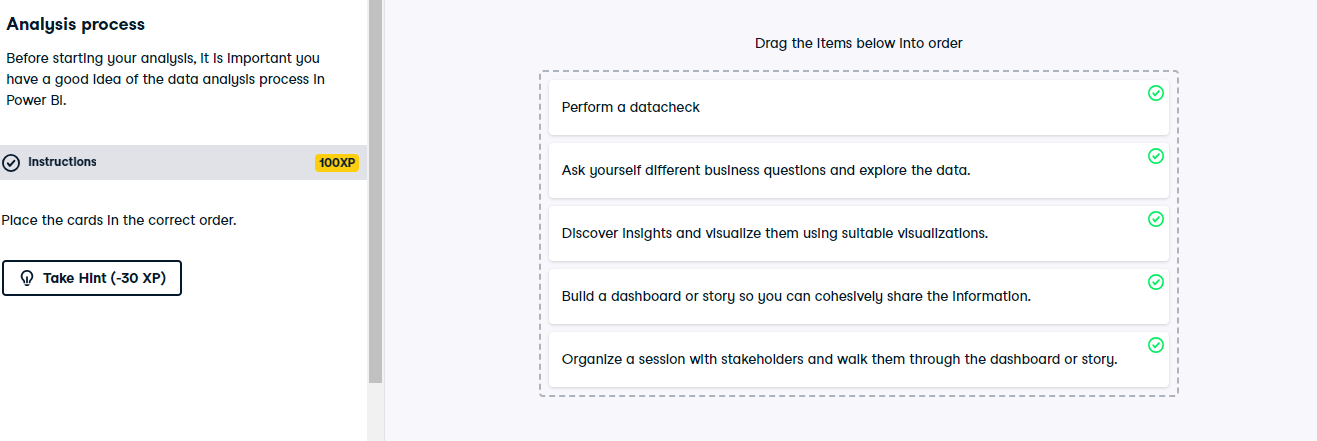 Analysis process
Before starting your analysis, it is important you
have a good idea of the data analysis process in
Power BI.
Instructions
100XP
Place the cards in the correct order.
Take Hint (-30 XP)
Drag the items below into order
Perform a datacheck
Ask yourself different business questions and explore the data.
Discover insights and visualize them using suitable visualizations.
Build a dashboard or story so you can cohesively share the information.
Organize a session with stakeholders and walk them through the dashboard or story.